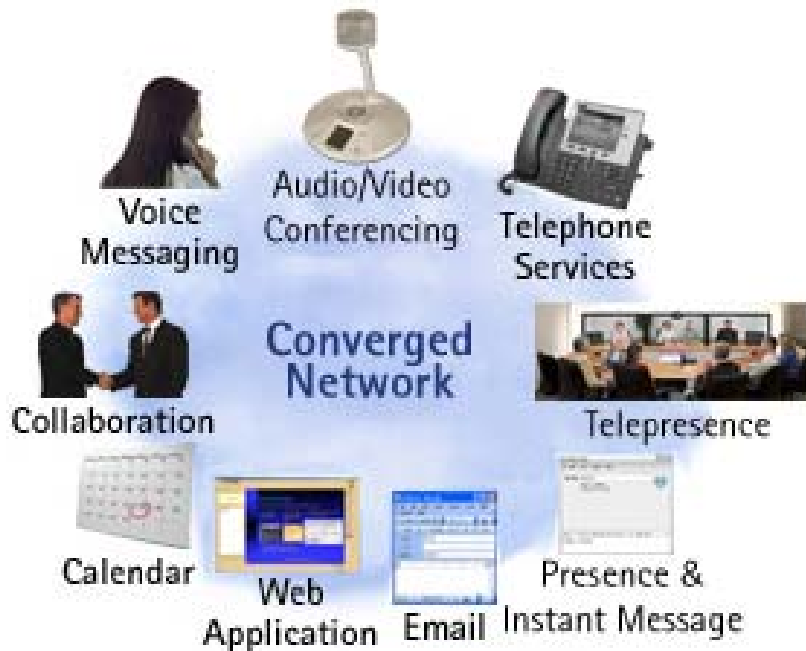 Audio/Video
Conferencing
Voice
Messaging
Telephone
Services
Converged
Network
Collaboration
Telepresence
Calendar
Web
Application
Email
Presence &
Instant Message